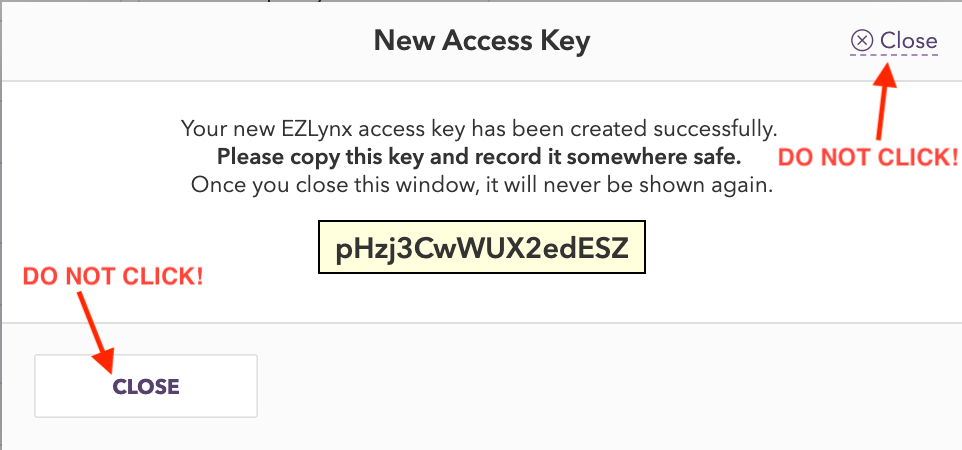 New Access Key
Close
Your new EZLynx access key has been created successfully.
Please copy this key and record it somewhere safe.
DO NOT CLICK!
Once you close this window, it will never be shown again.
pHzj3CwWUX2edESZ
DO NOT CLICK!
CLOSE